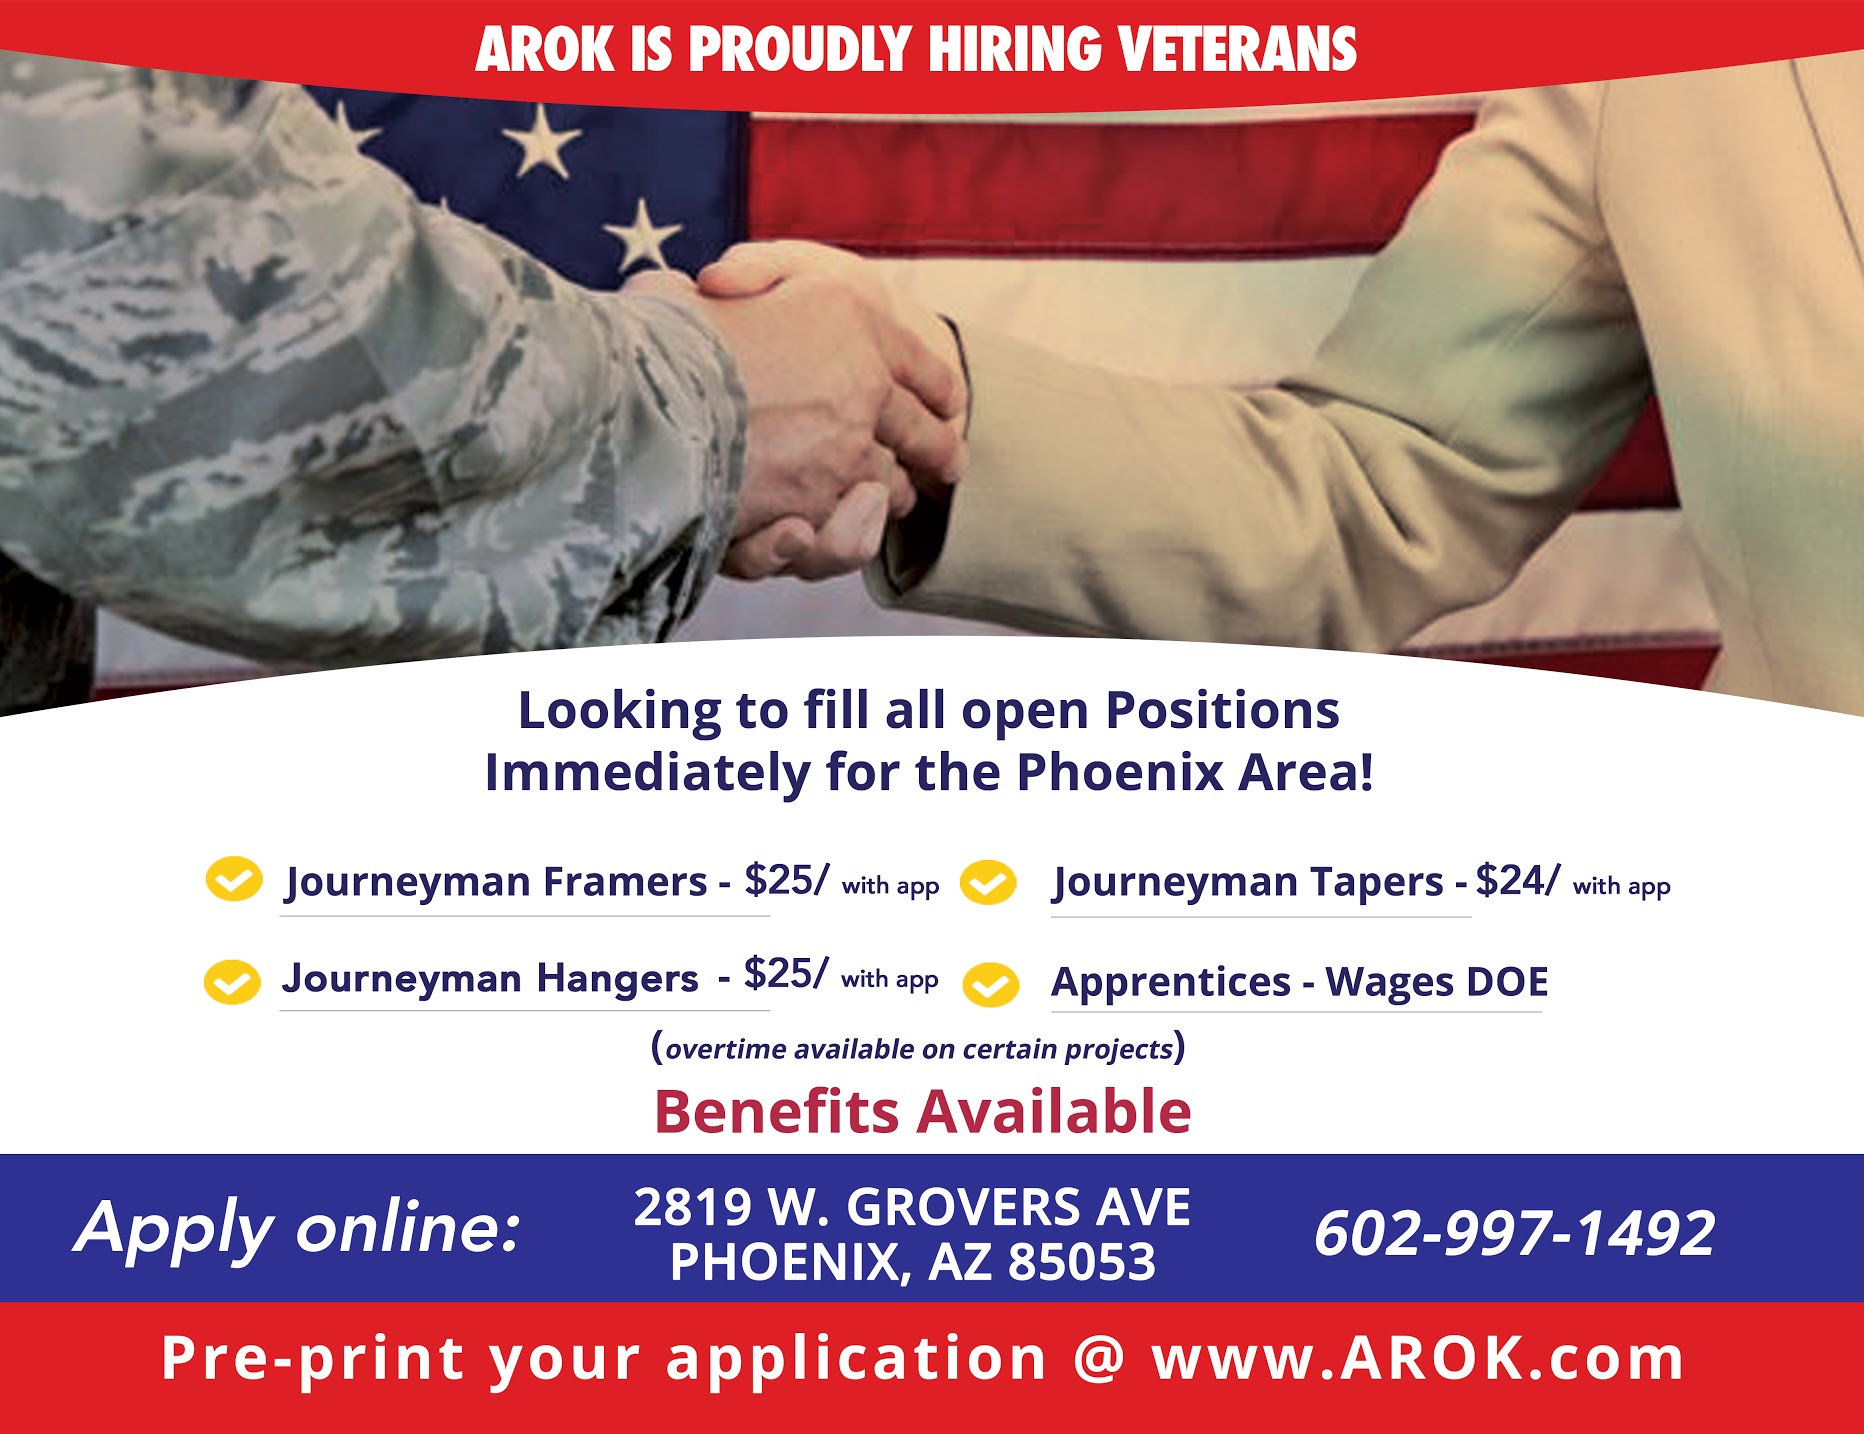 AROK IS PROUDLY HIRING VETERANS
Looking to fill all open Positions
Immediately for the Phoenix Area!
Journeyman Framers - $25/ with app
Journeyman Tapers - $24/ with app
Journeyman Hangers - $25/ with app
Apprentices - Wages DOE
(overtime available on certain projects)
Benefits Available
Apply online:
2819 W. GROVERS AVE
PHOENIX, AZ 85053
602-997-1492
Pre-print your application @ www.AROK.com